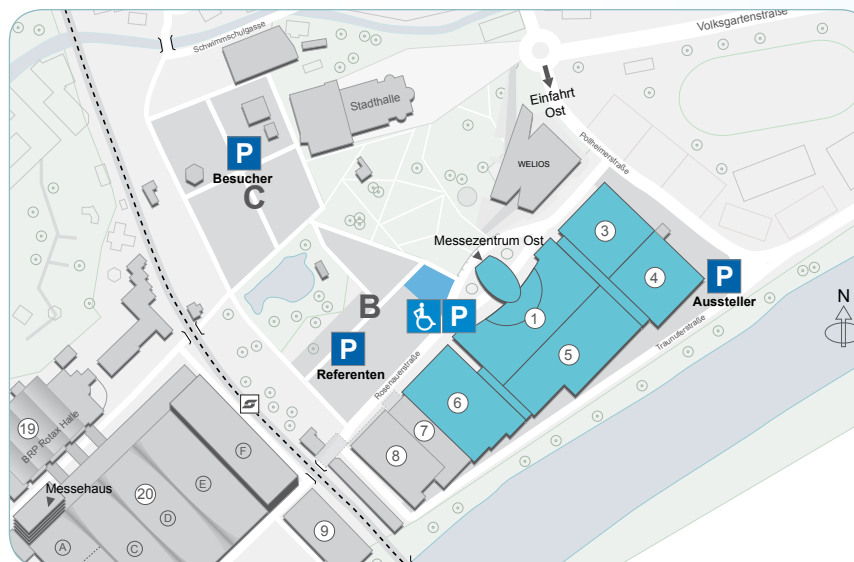 Volksgartenstraße
Schwimmschulgasse
Einfahrt
Ost
Stadthalle
Pollheimerstraße
P
Besucher
C
WELIOS
3
Messezentrum Ost
4
P
Aussteller
N
B
P
1
P
Referenten
Rosenauerstraße
5
Traunuferstraße
6
7
8
19
BRP Rotax Halle
F
E
Messehaus
20
D
9
A
C